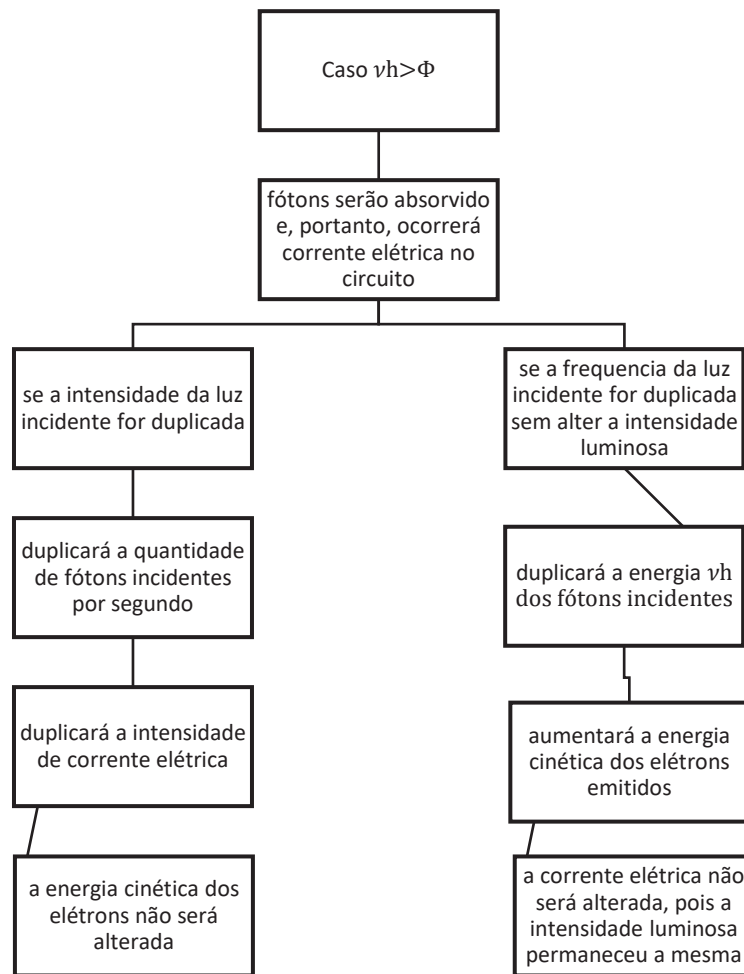 Caso νh>Φ
fótons serão absorvido
e, portanto, ocorrerá
corrente elétrica no
circuito
se a intensidade da luz
incidente for duplicada
duplicará a quantidade
de fótons incidentes
por segundo
duplicará a intensidade
de corrente elétrica
a energia cinética dos
elétrons não será
alterada
se a frequencia da luz
incidente for duplicada
sem alter a intensidade
luminosa
duplicará a energia νh
dos fótons incidentes
aumentará a energia
cinética dos elétrons
emitidos
a corrente elétrica não
será alterada, pois a
intensidade luminosa
permaneceu a mesma